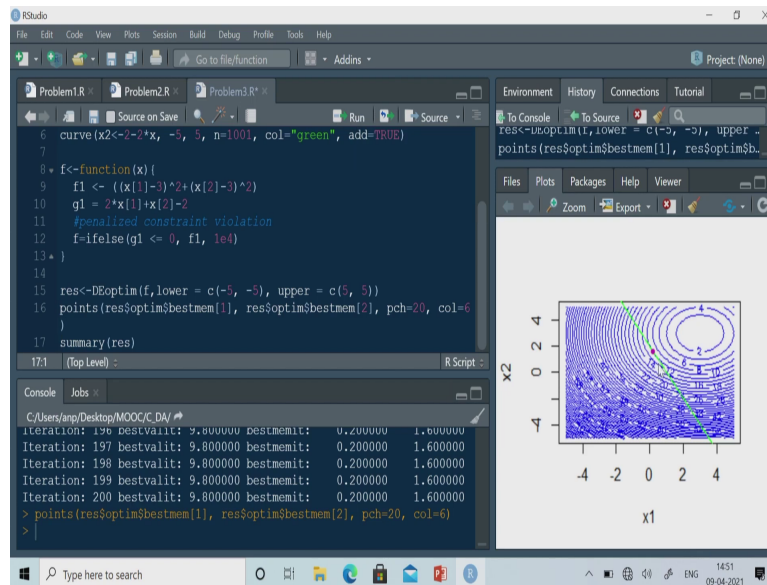 RStudio
File Edit Code View Plots Session Build Debug Profile Tools Help
Go to file/function Addins Project: (None)
Problem1.R Problem2.R Problem3.R*
Source on Save Run Source
6 curve(x2<-2-2*x, -5, 5, n=1001, col="green", add=TRUE)
7
8 f<-function(x){
9 f1 <- ((x[1]-3)^2+(x[2]-3)^2)
10 g1 = 2*x[1]+x[2]-2
11 #penalized constraint violation
12 f=ifelse(g1 <= 0, f1, 1e4)
13 }
14
15 res<-DEoptim(f,lower = c(-5, -5), upper = c(5, 5))
16 points(res$optim$bestmem[1], res$optim$bestmem[2], pch=20, col=6
)
17 summary(res)
17:1 (Top Level) R Script
Console Jobs
C:/Users/anp/Desktop/MOOC/C_DA/
Iteration: 196 bestvalit: 9.800000 bestmemit: 0.200000 1.600000
Iteration: 197 bestvalit: 9.800000 bestmemit: 0.200000 1.600000
Iteration: 198 bestvalit: 9.800000 bestmemit: 0.200000 1.600000
Iteration: 199 bestvalit: 9.800000 bestmemit: 0.200000 1.600000
Iteration: 200 bestvalit: 9.800000 bestmemit: 0.200000 1.600000
> points(res$optim$bestmem[1], res$optim$bestmem[2], pch=20, col=6)
>
Environment History Connections Tutorial
To Console To Source
res<-DEoptim(f,lower = c(-5, -5), upper ..
points(res$optim$bestmem[1], res$optim$b..
Files Plots Packages Help Viewer
Zoom Export
4
2
0
-4
x2
-4 -2 0 2 4
x1
4
2
Type here to search
ENG
14:51
09-04-2021